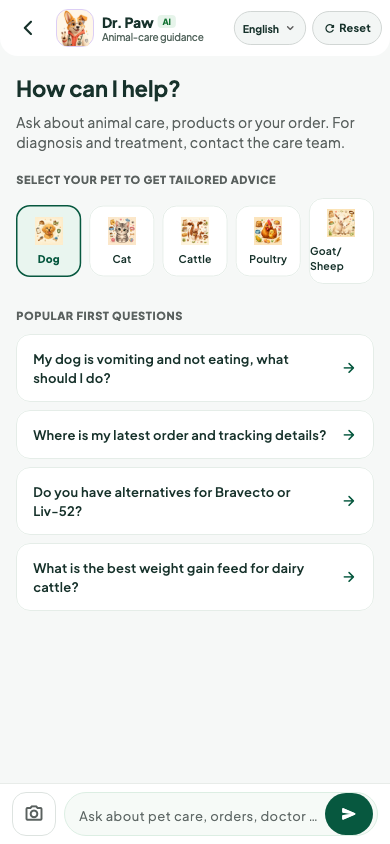 Dr. Paw AI
Animal-care guidance
English
Reset
How can I help?
Ask about animal care, products or your order. For
diagnosis and treatment, contact the care team.
SELECT YOUR PET TO GET TAILORED ADVICE
Dog
Cat
Cattle
Poultry
Goat/
Sheep
POPULAR FIRST QUESTIONS
My dog is vomiting and not eating, what
should I do?
Where is my latest order and tracking details?
Do you have alternatives for Bravecto or
Liv-52?
What is the best weight gain feed for dairy
cattle?
Ask about pet care, orders, doctor ...